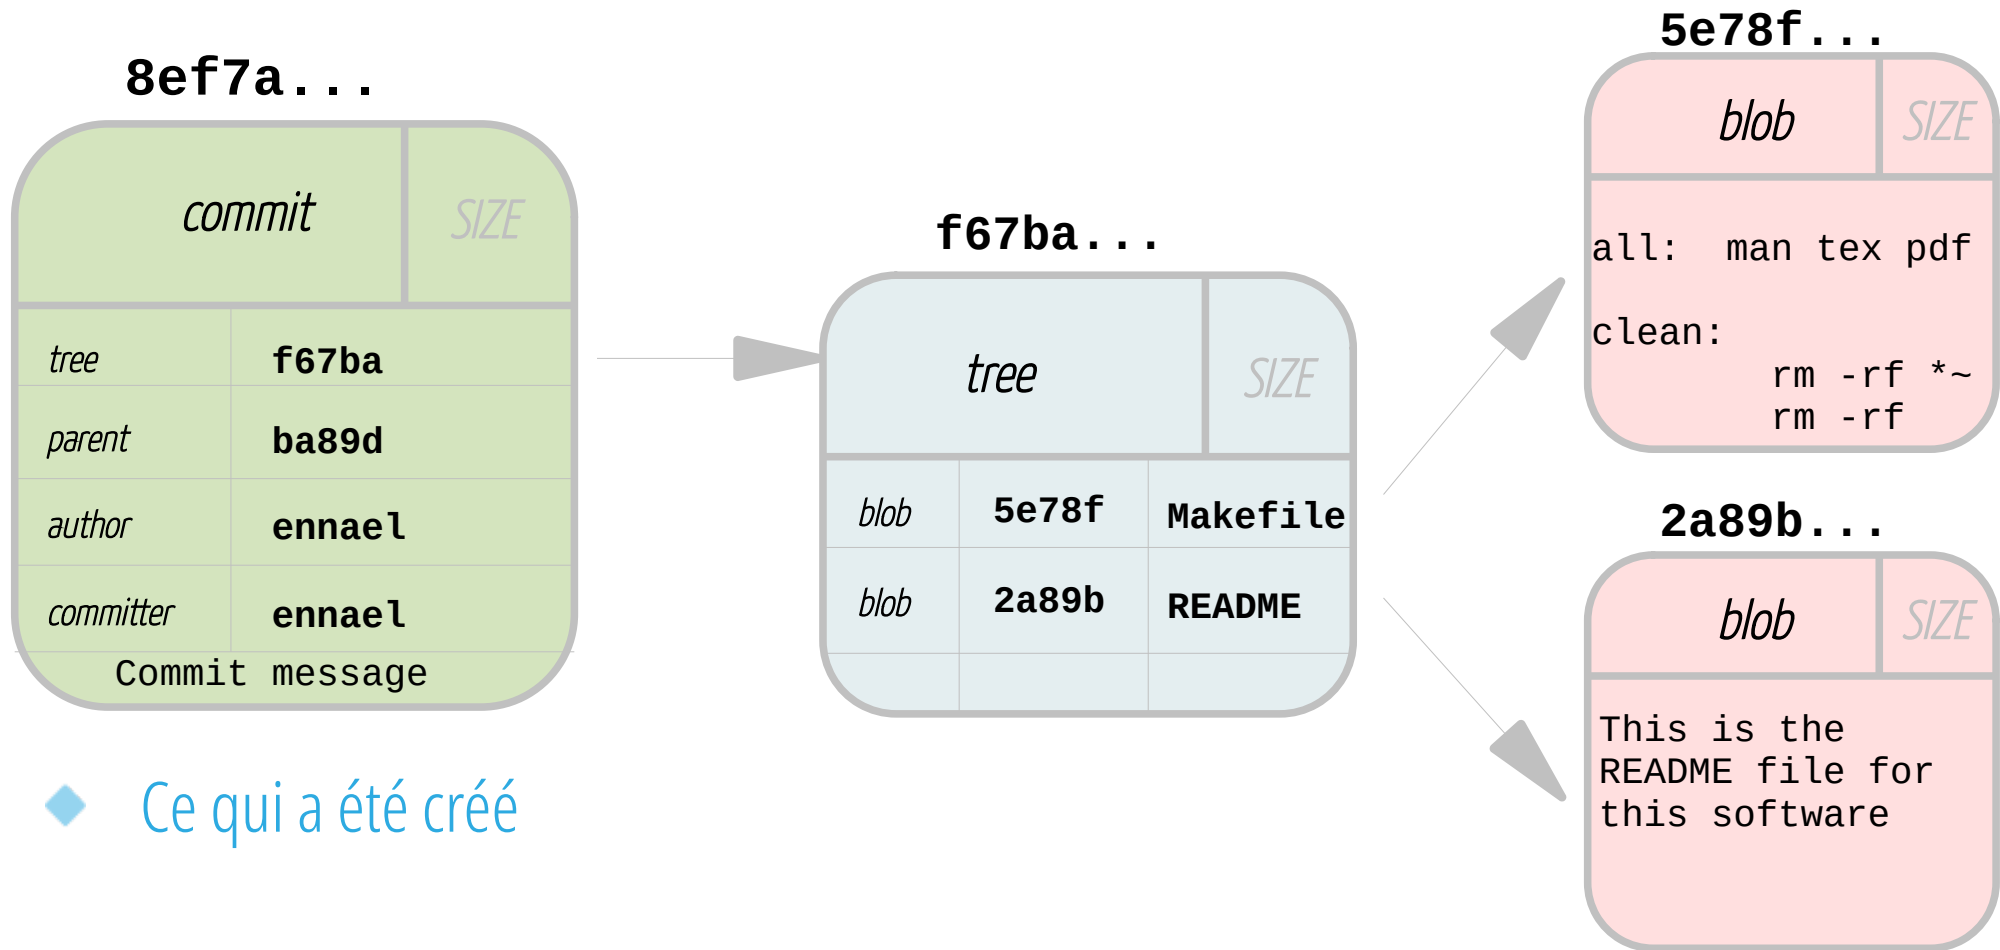 8ef7a...
commit SIZE
tree f67ba
parent ba89d
author ennael
committer ennael
Commit message
f67ba...
tree SIZE
blob 5e78f Makefile
blob 2a89b README
5e78f...
blob SIZE
all:  man tex pdf
clean:
rm -rf *~
rm -rf
2a89b...
blob SIZE
This is the
README file for
this software
Ce qui a été créé